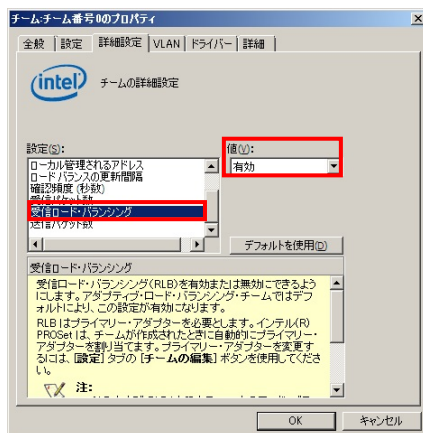 チーム:チーム番号0のプロパティ
全般 設定 詳細設定 VLAN ドライバー 詳細
intel チームの詳細設定
設定(S): 値(V):
ローカル管理されるアドレス 有効
ロード バランスの更新間隔
確認頻度 (秒数)
受信パケット数
受信ロード・バランシング
送信パケット数
デフォルトを使用(D)
受信ロード・バランシング
受信ロード・バランシング(RLB)を有効または無効にできるよう
にします。アダプティブ・ロード・バランシング・チームではデフ
ォルトにより、この設定が有効になります。
RLB はプライマリー・アダプターを必要とします。インテル(R)
PROSet は、チームが作成されたときに自動的にプライマリー・
アダプターを割り当てます。プライマリー・アダプターを変更す
るには、[設定] タブの [チームの編集] ボタンを使用してくださ
い。
注:
OK キャンセル